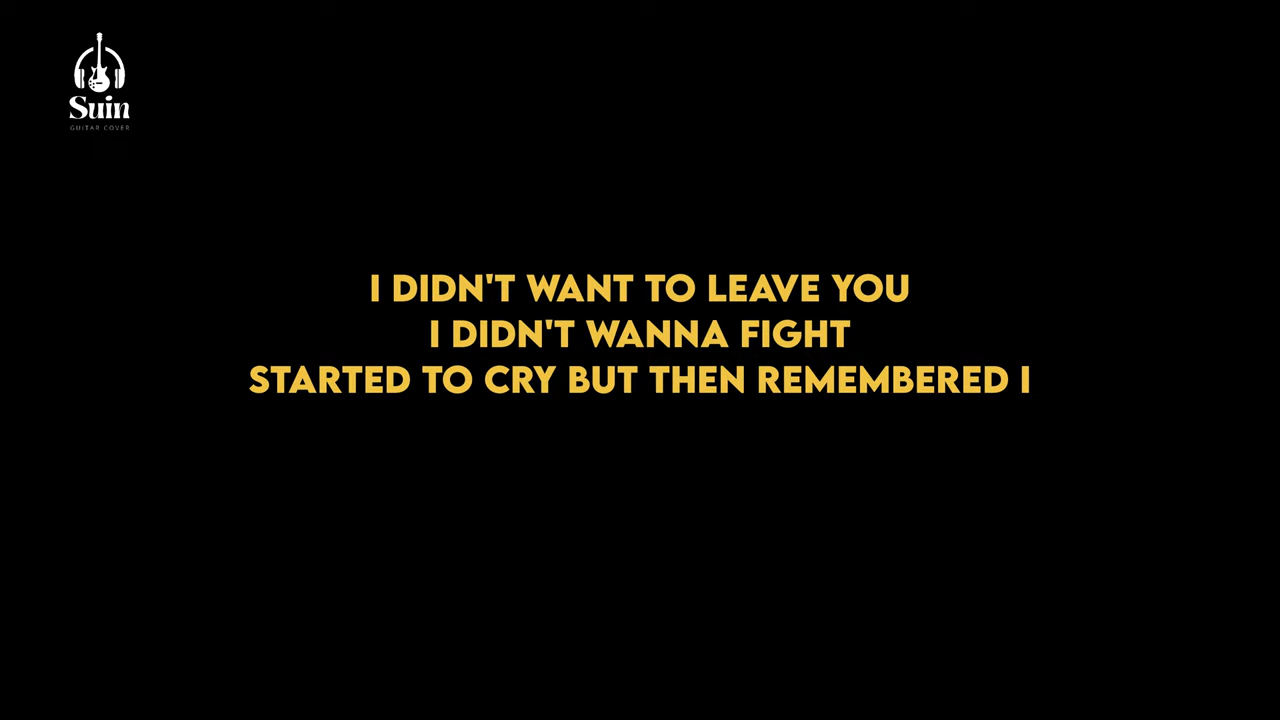 Suin
GUITAR COVER
I DIDN'T WANT TO LEAVE YOU
I DIDN'T WANNA FIGHT
STARTED TO CRY BUT THEN REMEMBERED I